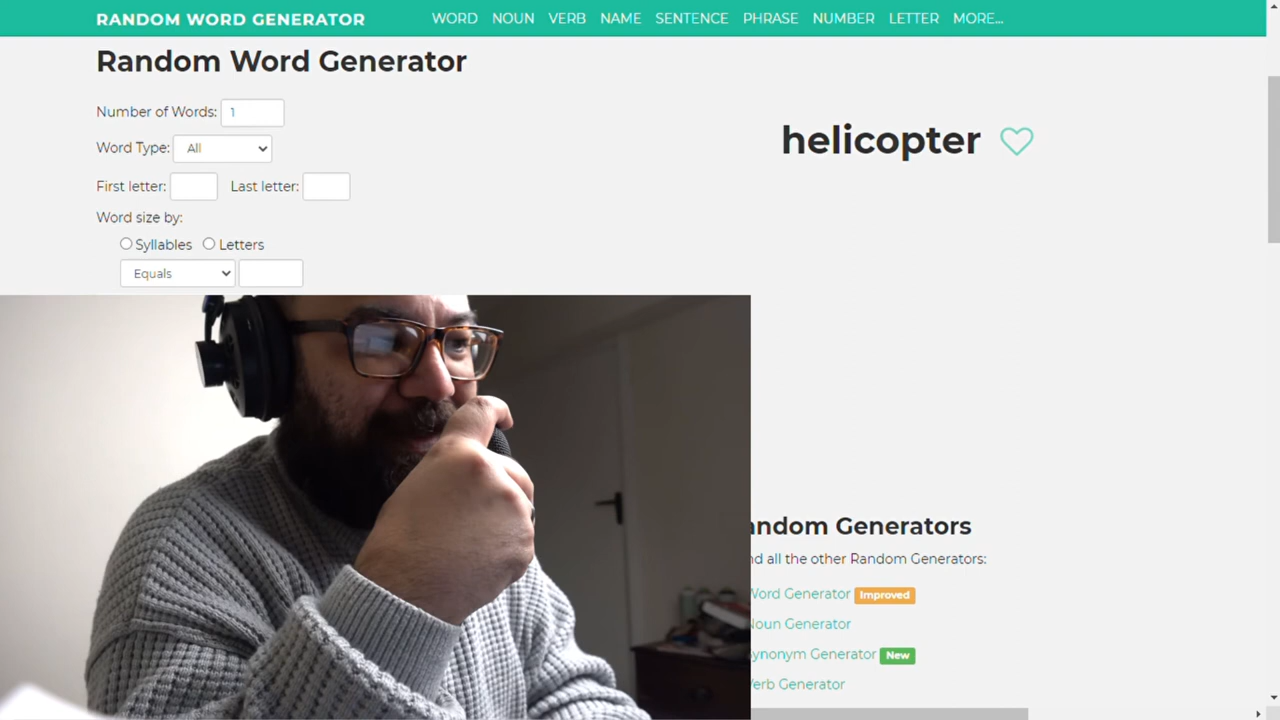 RANDOM WORD GENERATOR WORD NOUN VERB NAME SENTENCE PHRASE NUMBER LETTER MORE...
Random Word Generator
Number of Words: 1
helicopter
Word Type: All
First letter: Last letter:
Word size by:
Syllables Letters
Equals
andom Generators
nd all the other Random Generators:
Word Generator Improved
Noun Generator
ynonym Generator New
Verb Generator